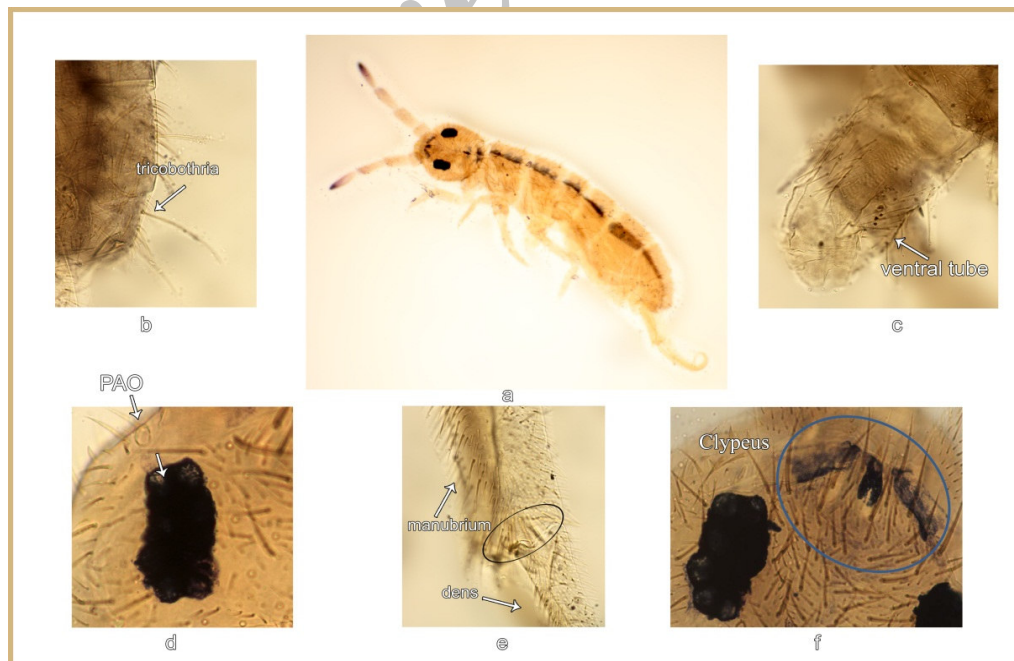 tricobothria
ventral tube
b
a
c
PAO
Clypeus
manubrium
dens
d
e
f